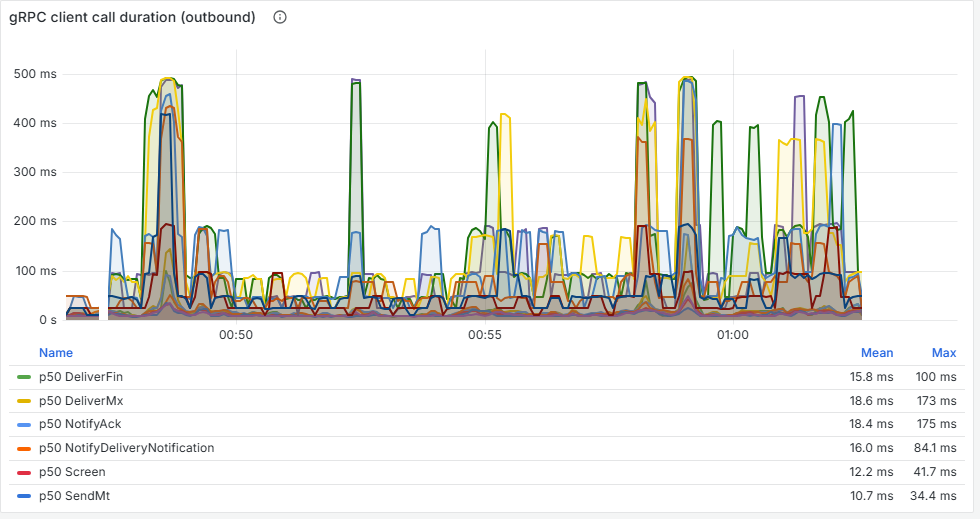 gRPC client call duration (outbound)
500 ms
400 ms
300 ms
200 ms
100 ms
0 s
00:50 00:55 01:00
Name Mean Max
p50 DeliverFin 15.8 ms 100 ms
p50 DeliverMx 18.6 ms 173 ms
p50 NotifyAck 18.4 ms 175 ms
p50 NotifyDeliveryNotification 16.0 ms 84.1 ms
p50 Screen 12.2 ms 41.7 ms
p50 SendMt 10.7 ms 34.4 ms